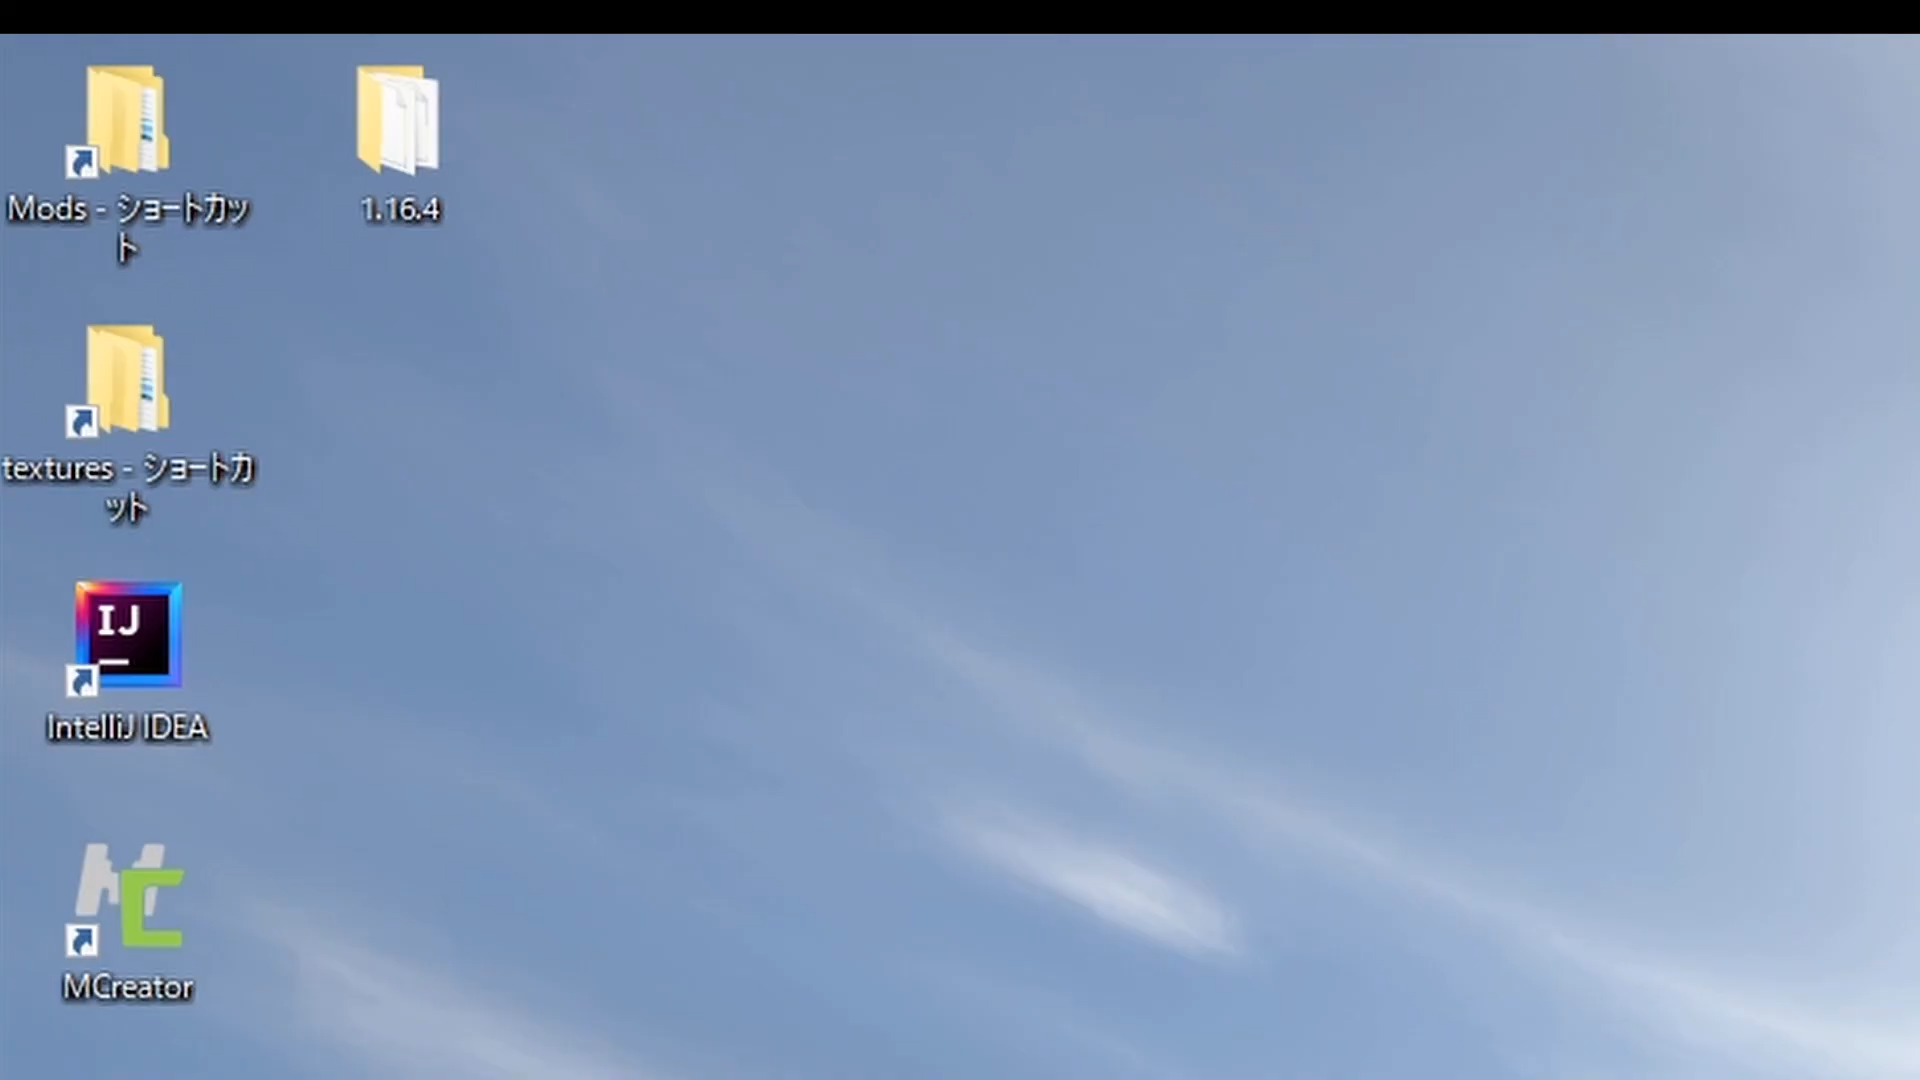 Mods - ショートカッ
ト
1.16.4
textures - ショートカ
ット
IJ
IntelliJ IDEA
MC
MCreator